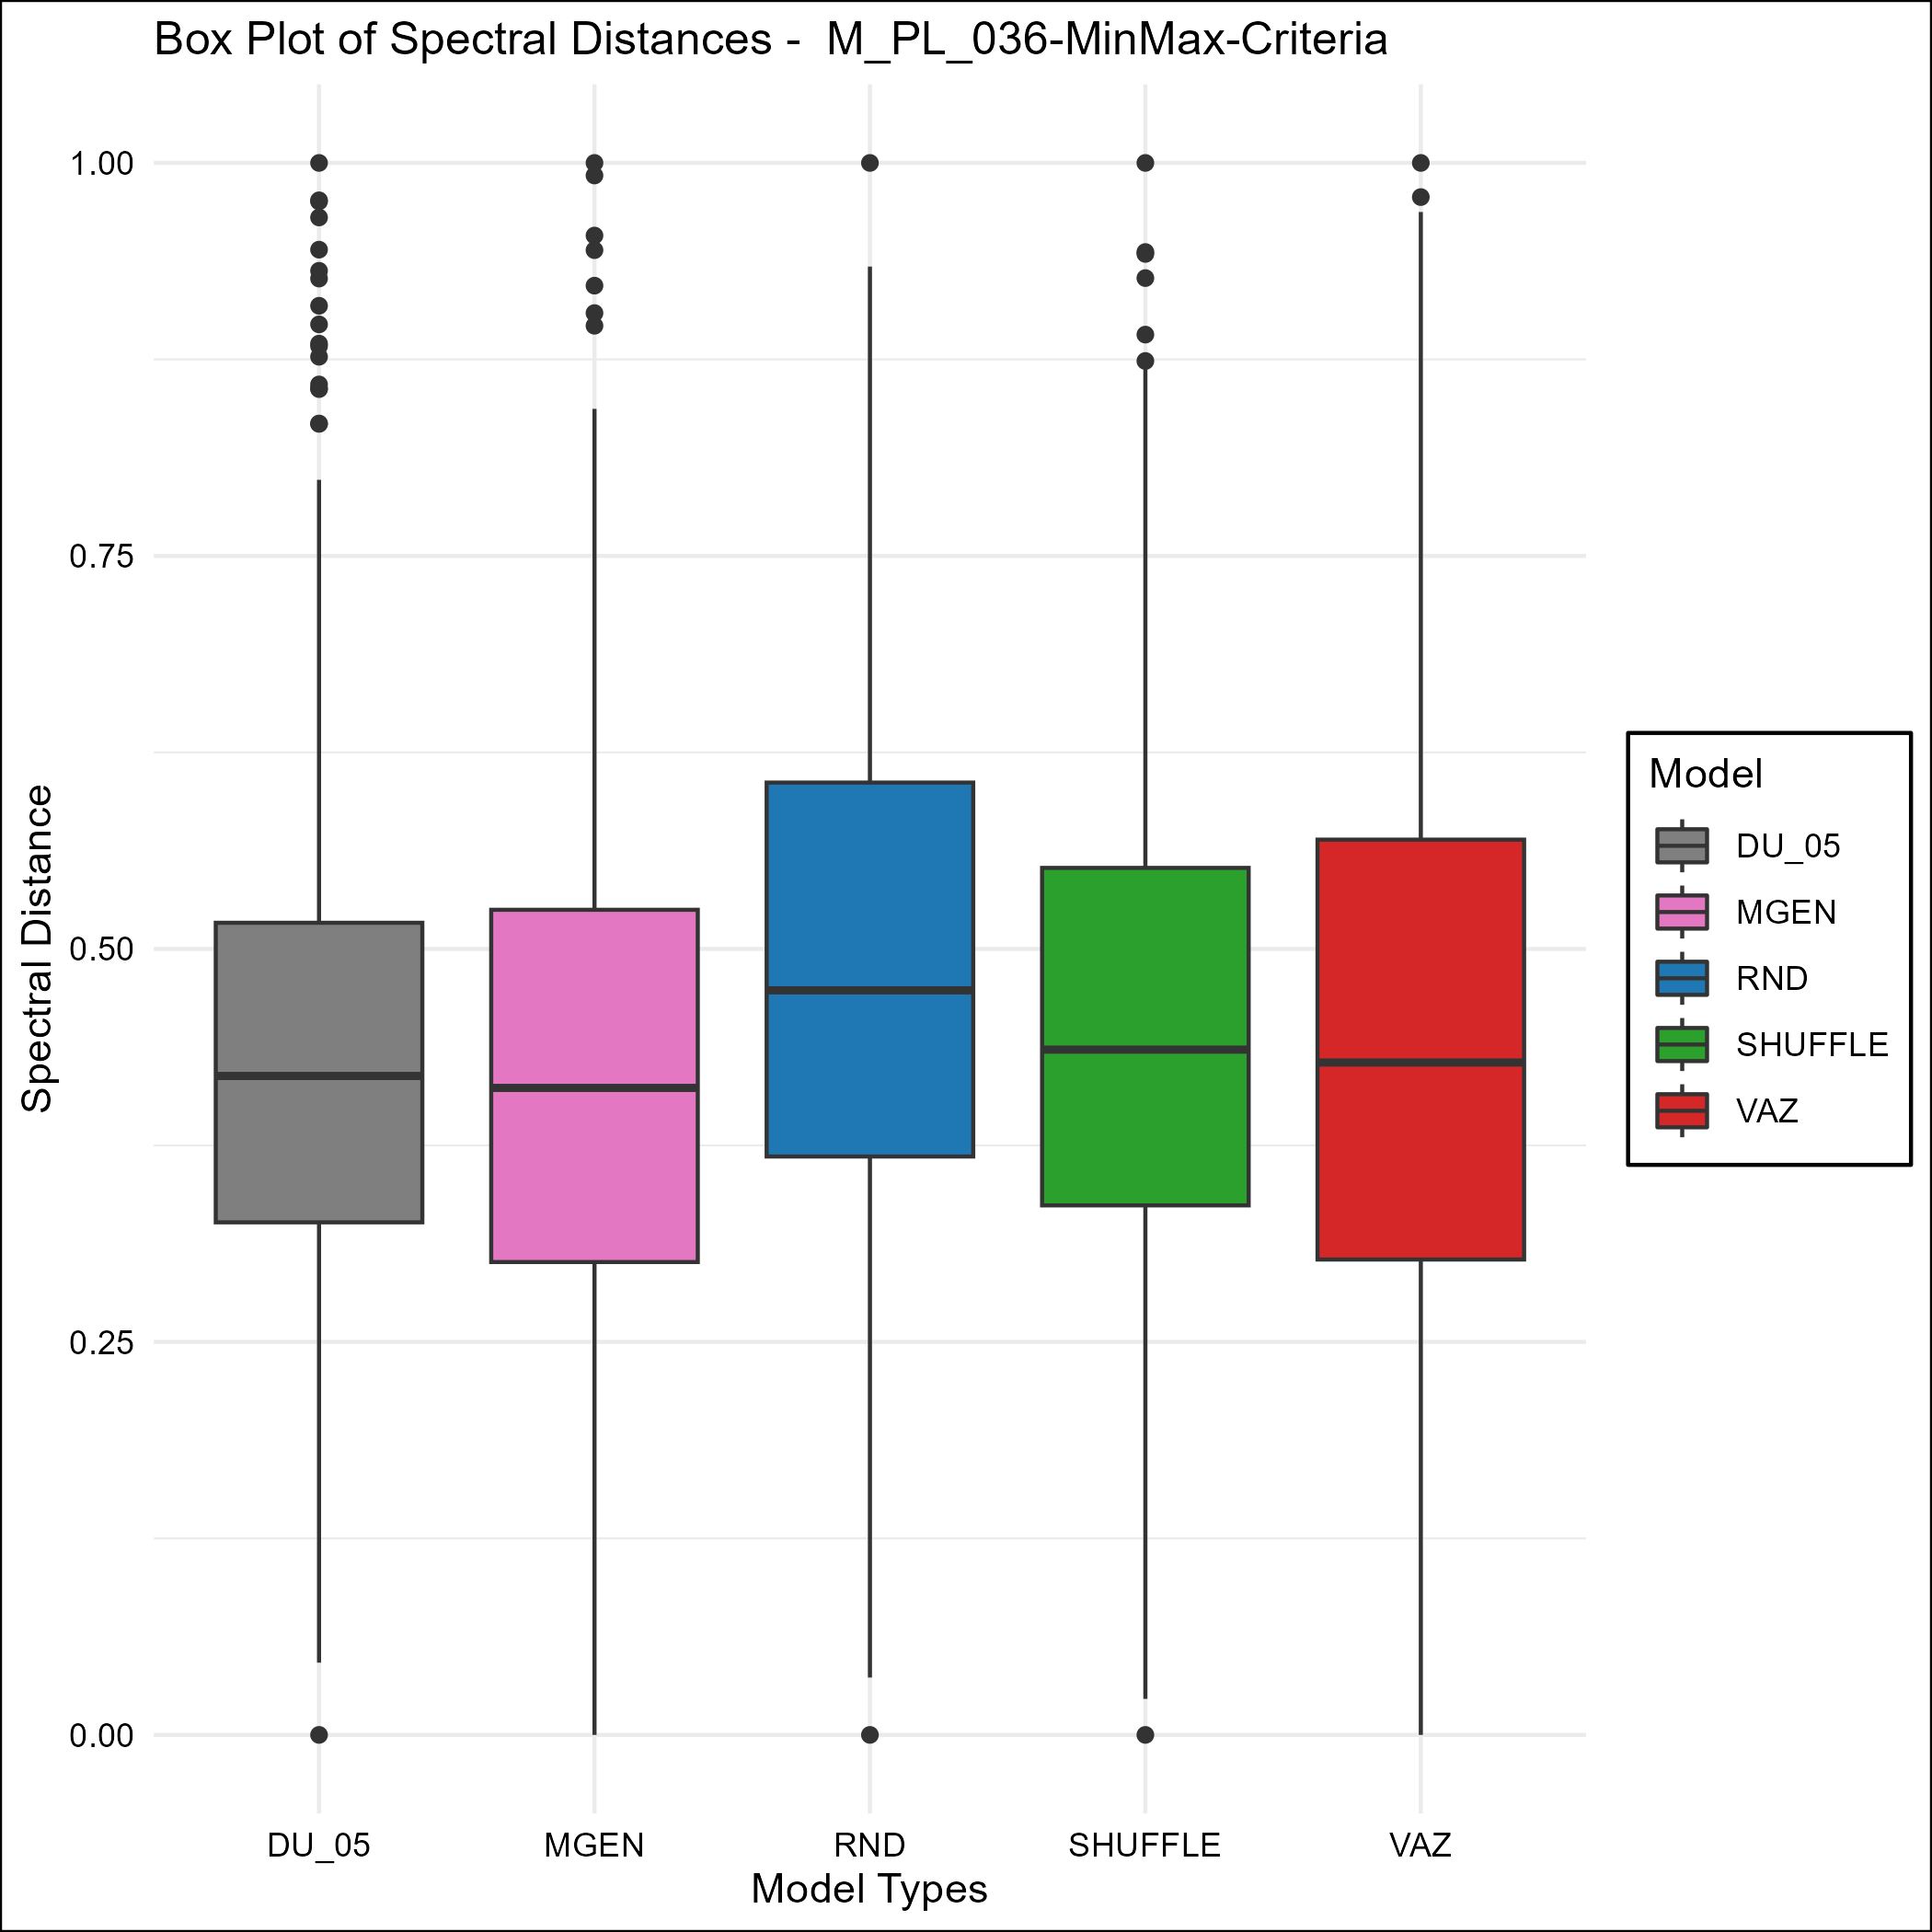 Box Plot of Spectral Distances -  M_PL_036-MinMax-Criteria
1.00
0.75
0.50
0.25
0.00
Spectral Distance
DU_05
MGEN
RND
SHUFFLE
VAZ
Model Types
Model
DU_05
MGEN
RND
SHUFFLE
VAZ